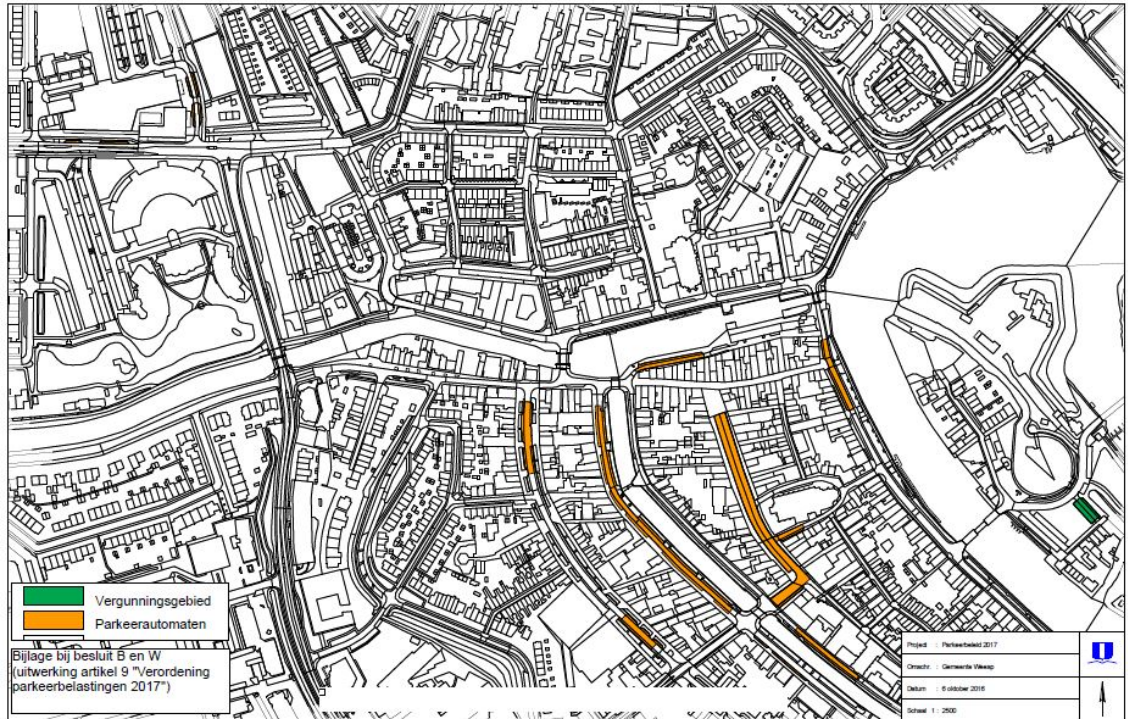 Vergunningsgebied
Parkeerautomaten
Bijlage bij besluit B en W
(uitwerking artikel 9 "Verordening
parkeerbelastingen 2017")
Project : Parkeerbeleid 2017
Omschr. : Gemeente Weesp
Datum : 6 oktober 2016
Schaal 1 : 2500